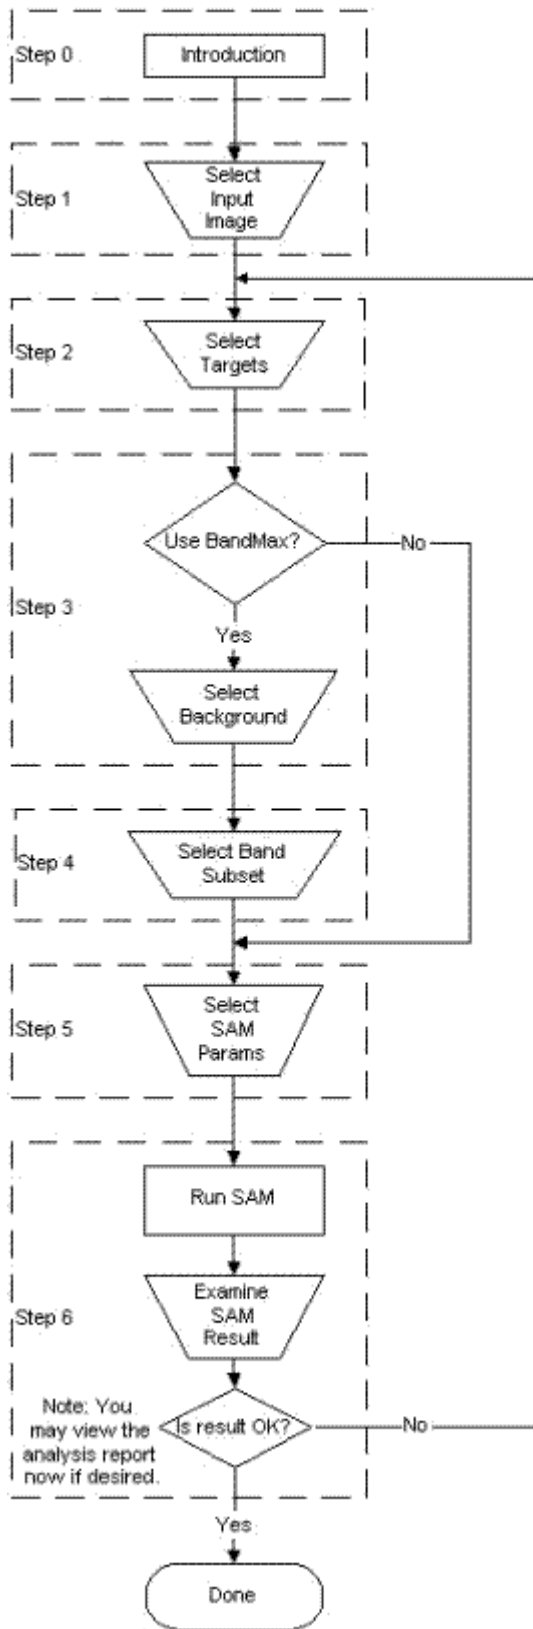 Step 0
Introduction
Step 1
Select
Input
Image
Step 2
Select
Targets
Step 3
Use BandMax?
No
Yes
Select
Background
Step 4
Select Band
Subset
Step 5
Select
SAM
Params
Step 6
Run SAM
Examine
SAM
Result
Note: You
may view the
analysis report
now if desired.
Is result OK?
No
Yes
Done